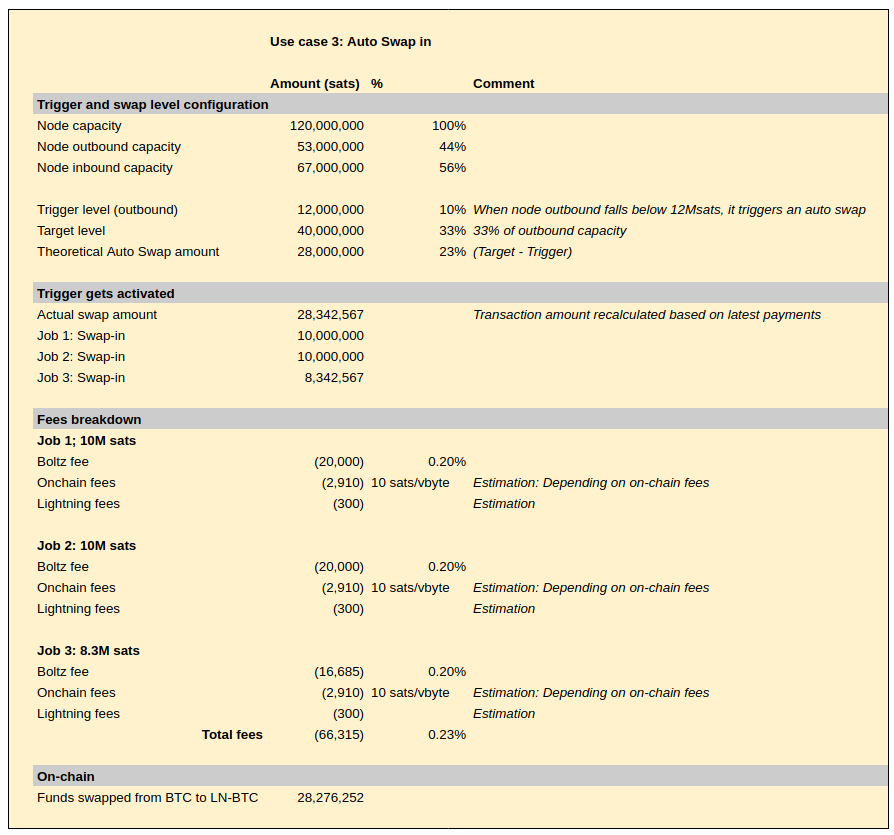 Use case 3: Auto Swap in
Amount (sats) % Comment
Trigger and swap level configuration
Node capacity 120,000,000 100%
Node outbound capacity 53,000,000 44%
Node inbound capacity 67,000,000 56%
Trigger level (outbound) 12,000,000 10% When node outbound falls below 12Msats, it triggers an auto swap
Target level 40,000,000 33% 33% of outbound capacity
Theoretical Auto Swap amount 28,000,000 23% (Target - Trigger)
Trigger gets activated
Actual swap amount 28,342,567 Transaction amount recalculated based on latest payments
Job 1: Swap-in 10,000,000
Job 2: Swap-in 10,000,000
Job 3: Swap-in 8,342,567
Fees breakdown
Job 1; 10M sats
Boltz fee (20,000) 0.20%
Onchain fees (2,910) 10 sats/vbyte Estimation: Depending on on-chain fees
Lightning fees (300) Estimation
Job 2: 10M sats
Boltz fee (20,000) 0.20%
Onchain fees (2,910) 10 sats/vbyte Estimation: Depending on on-chain fees
Lightning fees (300) Estimation
Job 3: 8.3M sats
Boltz fee (16,685) 0.20%
Onchain fees (2,910) 10 sats/vbyte Estimation: Depending on on-chain fees
Lightning fees (300) Estimation
Total fees (66,315) 0.23%
On-chain
Funds swapped from BTC to LN-BTC 28,276,252